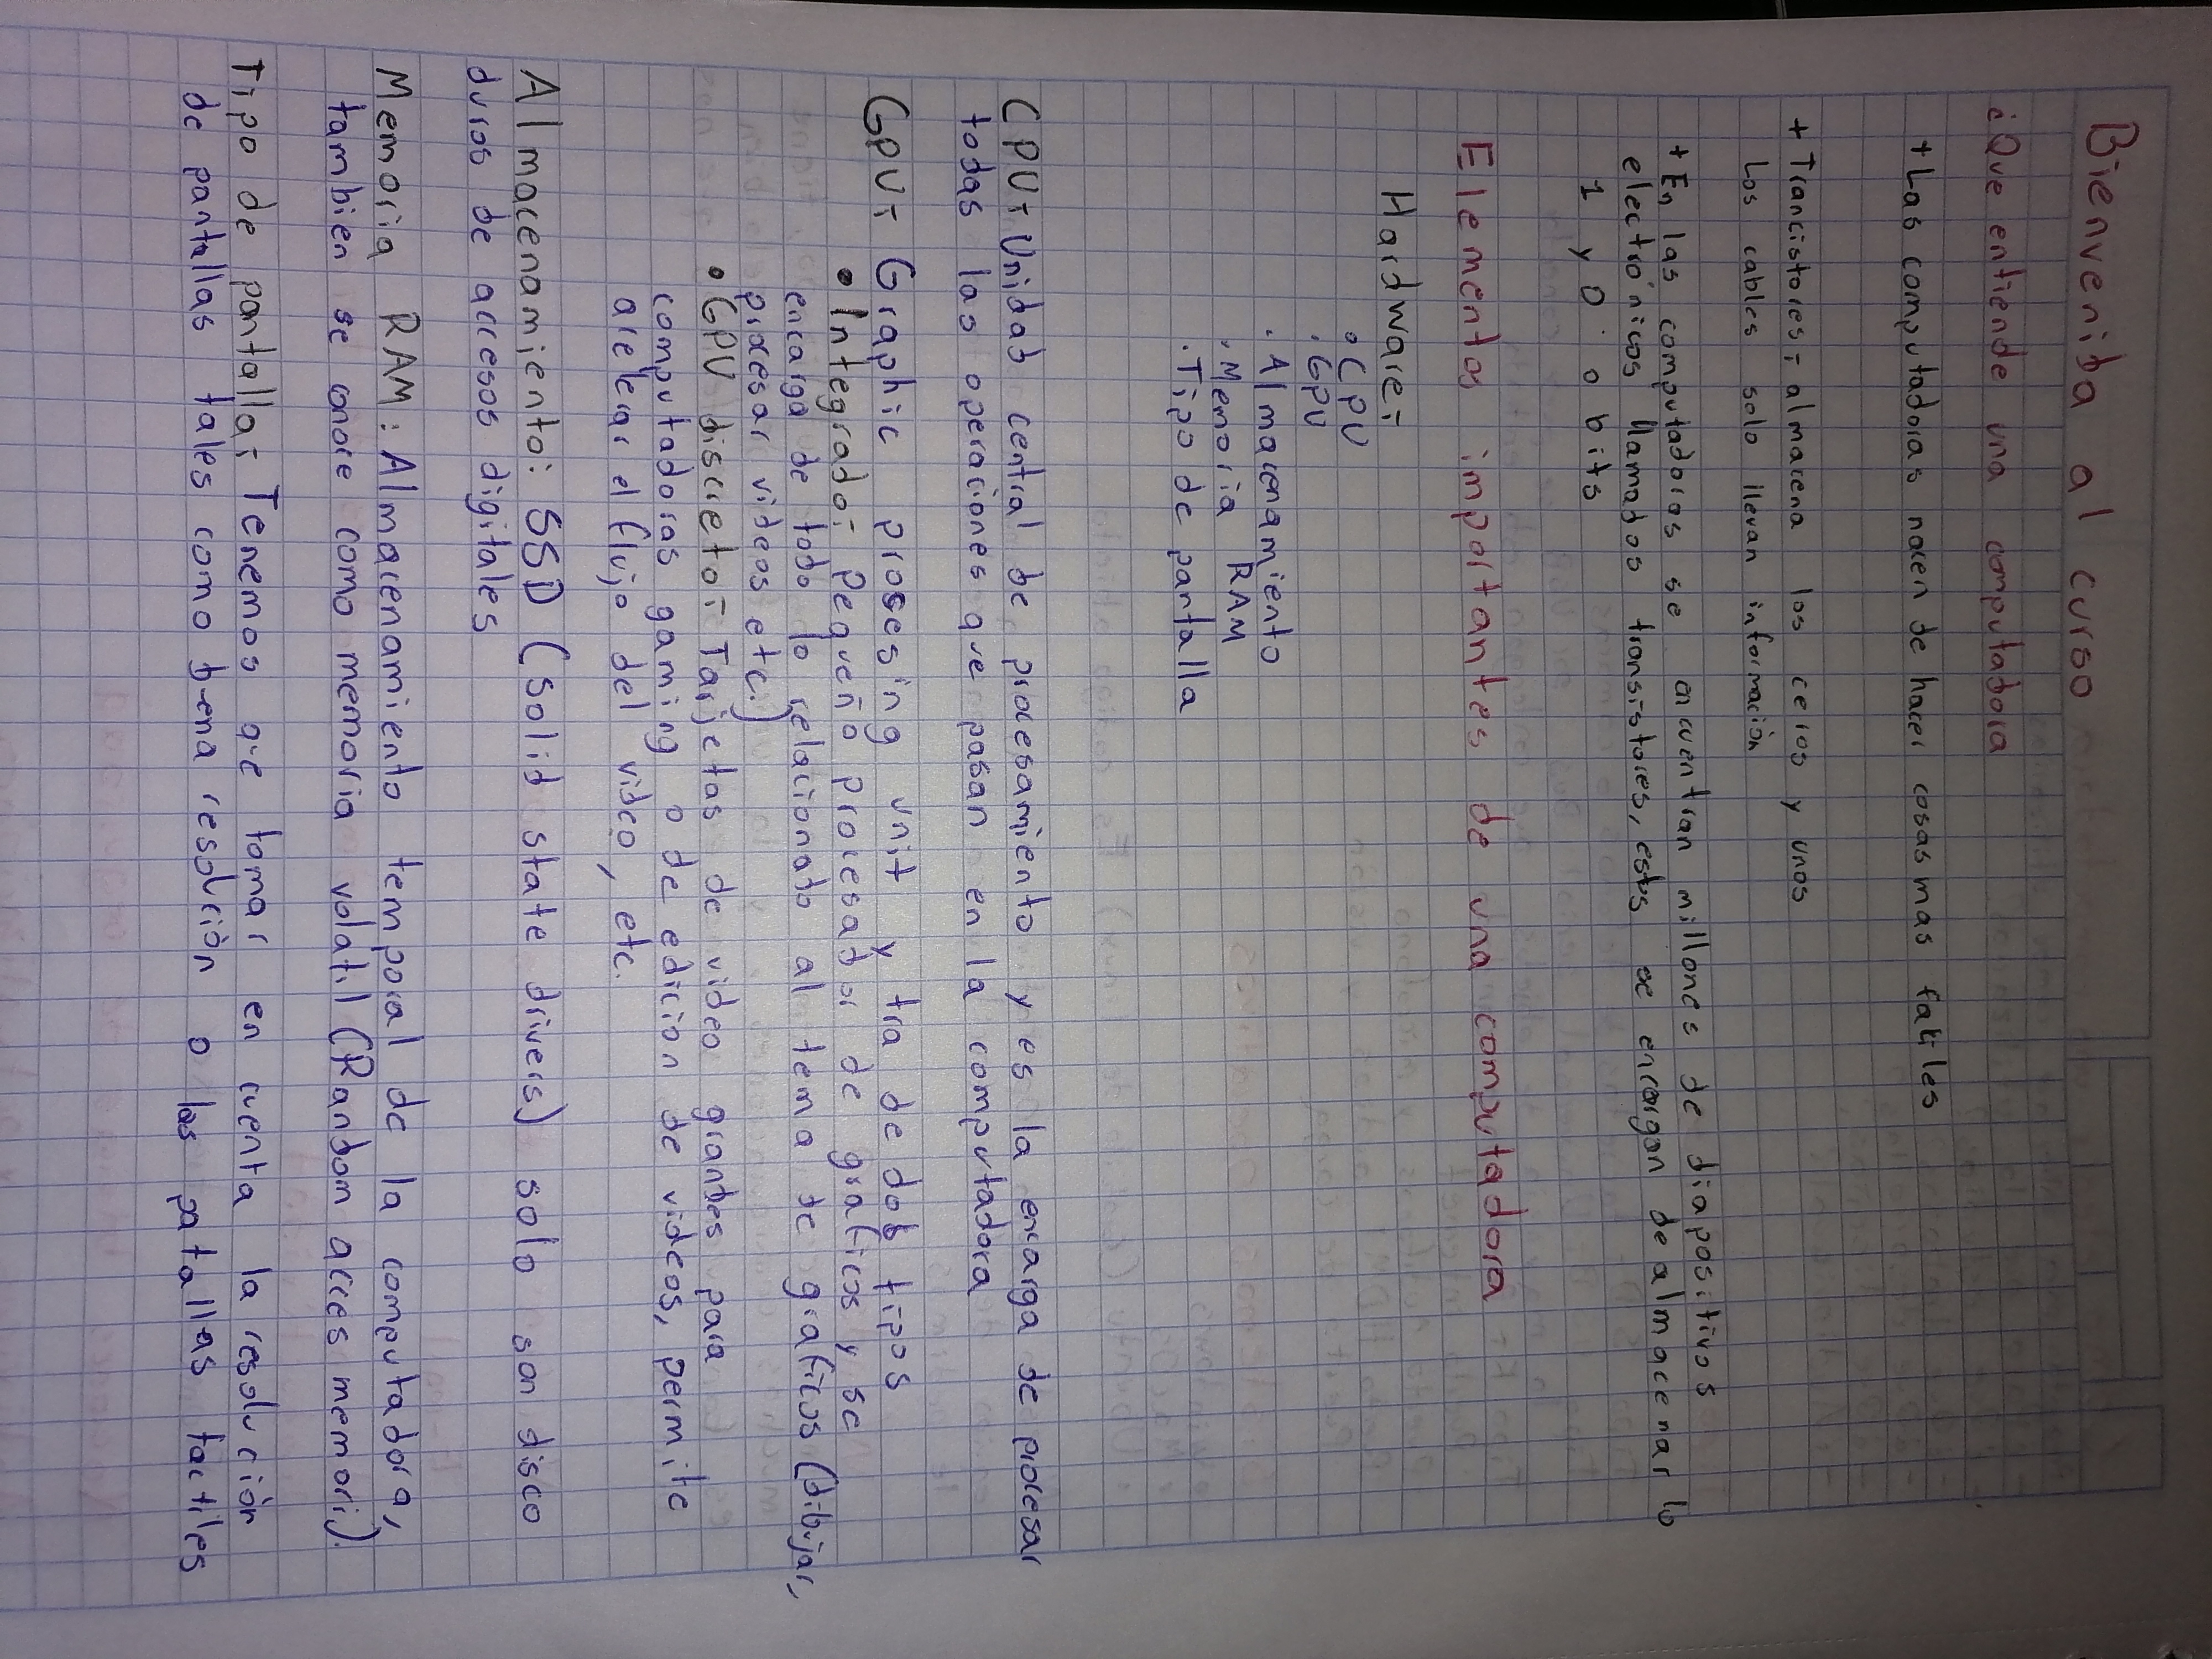 Bienvenida al curso
¿Que entiende una computadora
+ Las computadoras nacen de hacer cosas mas faciles
+ Trancistores:- almacena los ceros y unos
Los cables solo llevan información
+ En las computadoras se encuentran millones de diapositivos
electrónicos llamados transistores, estos se encargan de almacenar lo
1 y 0 o bits
Elementos importantes de una computadora
Hardware:-
• CPU
• GPU
• Almacenamiento
• Memoria RAM
• Tipo de pantalla
CPU:- Unidad central de procesamiento y es la encarga de procesar
todas las operaciones que pasan en la computadora
GPU:- Graphic procesing unit y tra de dos tipos
• Integrado:- Pequeño procesador de graficos y se
encarga de todo lo relacionado al tema de graficos (dibujar,
procesar videos etc.)
• GPU discreto:- Tarjetas de video grandes para
computadoras gaming o de edicion de videos, permite
acelerar el flujo del video, etc.
Almacenamiento: SSD (solid state drivers) solo son disco
duros de accesos digitales
Memoria RAM: Almacenamiento temporal de la computadora,
tambien se conoce como memoria volatil (Random acces memori).
Tipo de pantalla:- Tenemos que tomar en cuenta la resolución
de pantallas tales como buena resolución o las patallas tactiles